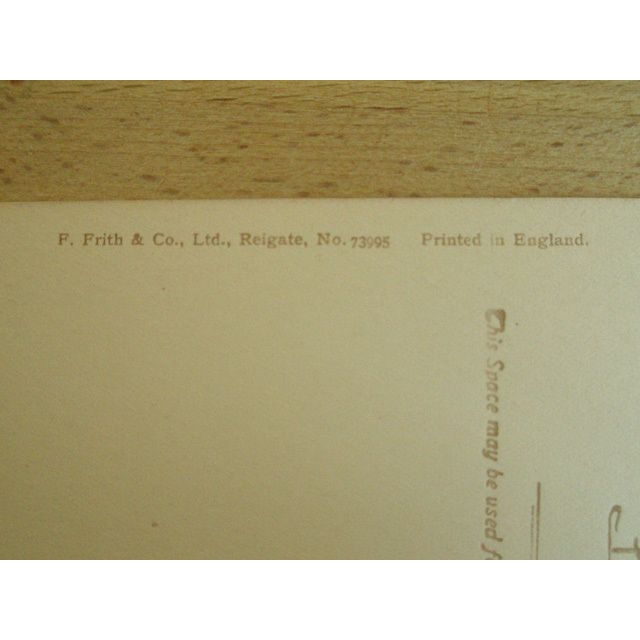 F. Frith & Co., Ltd., Reigate, No. 73995 Printed in England.
This Space may be used